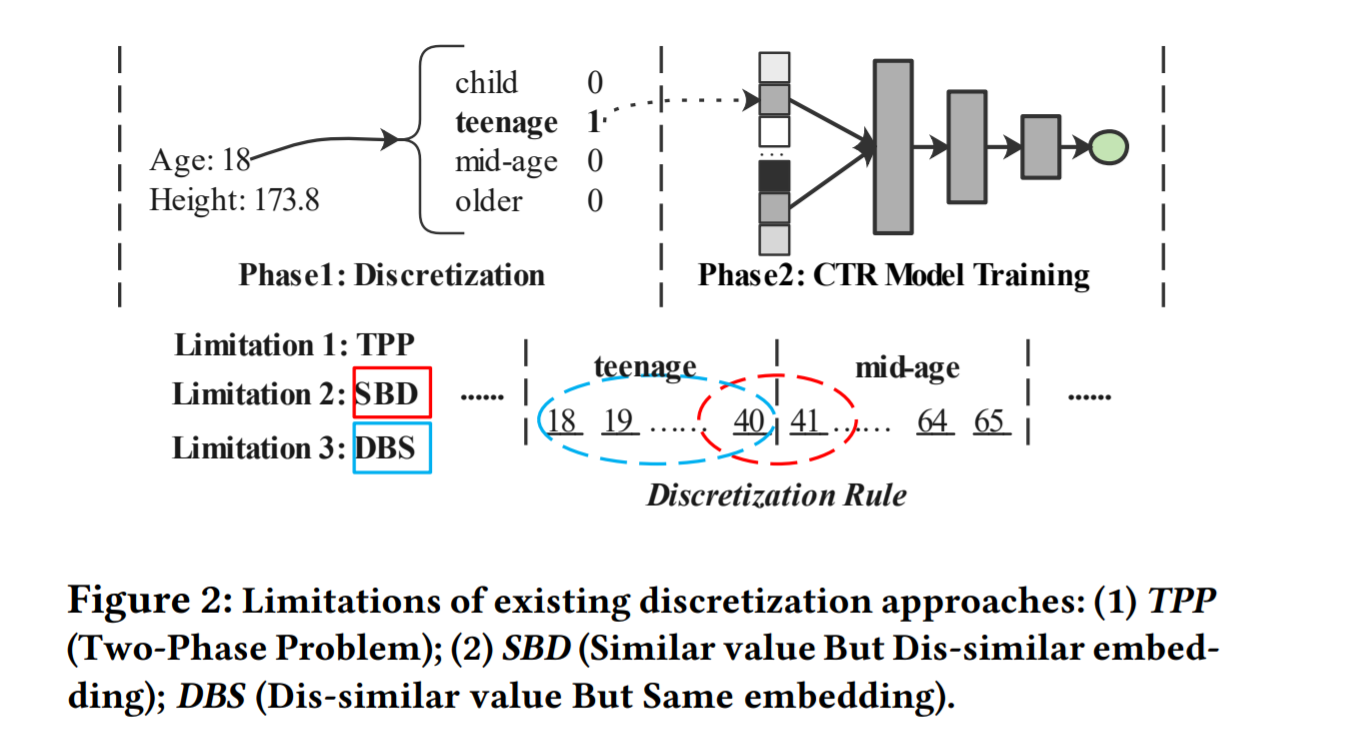 child 0
teenage 1
mid-age 0
older 0
Age: 18
Height: 173.8
...
Phase1: Discretization
Phase2: CTR Model Training
Limitation 1: TPP
Limitation 2: SBD
Limitation 3: DBS
...... teenage mid-age ......
18 19 ...... 40 41 ...... 64 65
Discretization Rule
Figure 2: Limitations of existing discretization approaches: (1) TPP
(Two-Phase Problem); (2) SBD (Similar value But Dis-similar embed-
ding); DBS (Dis-similar value But Same embedding).